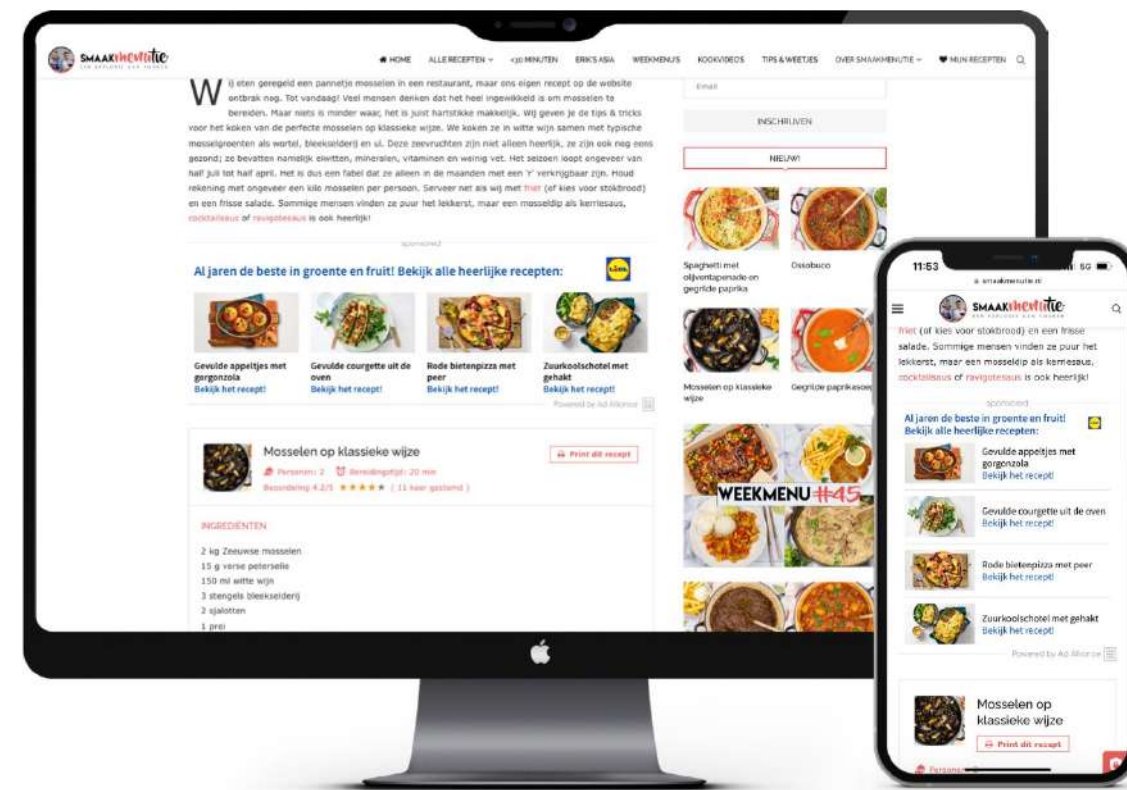 SMAAKmenutie
HOME ALLE RECEPTEN <30 MINUTEN ERIK'S ASIA WEEKMENU'S KOOKVIDEO'S TIPS & WEETJES OVER SMAAKMENUTIE MIJN RECEPTEN
Wij eten geregeld een pannetje mosselen in een restaurant, maar ons eigen recept op de website
ontbrak nog. Tot vandaag! Veel mensen denken dat het heel ingewikkeld is om mosselen te
bereiden. Maar niets is minder waar, het is juist hartstikke makkelijk. Wij geven je de tips & tricks
voor het koken van de perfecte mosselen op klassieke wijze. We koken ze in witte wijn samen met typische
mosselgroenten als wortel, bleekselderij en ui. Deze zeevruchten zijn niet alleen heerlijk, ze zijn ook nog eens
gezond; ze bevatten namelijk eiwitten, mineralen, vitaminen en weinig vet. Het seizoen loopt ongeveer van
half juli tot half april. Het is dus een fabel dat ze alleen in de maanden met een 'r' verkrijgbaar zijn. Houd
rekening met ongeveer een kilo mosselen per persoon. Serveer net als wij met friet (of kies voor stokbrood)
en een frisse salade. Sommige mensen vinden ze puur het lekkerst, maar een mosseldip als kerriesaus,
cocktailsaus of ravigotesaus is ook heerlijk!
sponsored
Al jaren de beste in groente en fruit! Bekijk alle heerlijke recepten:
LIDL
Gevulde appeltjes met
gorgonzola
Bekijk het recept!
Gevulde courgette uit de
oven
Bekijk het recept!
Rode bietenpizza met
peer
Bekijk het recept!
Zuurkoolschotel met
gehakt
Bekijk het recept!
Powered by Ad Alliance
Mosselen op klassieke wijze
Print dit recept
Personen: 2 Bereidingstijd: 20 min
Beoordeling 4.2/5 ( 11 keer gestemd )
INGREDIËNTEN
2 kg Zeeuwse mosselen
15 g verse peterselie
150 ml witte wijn
3 stengels bleekselderij
2 sjalotten
1 prei
Email
INSCHRIJVEN
NIEUW!
Spaghetti met
olijventapenade en
gegrilde paprika
Ossobuco
Mosselen op klassieke
wijze
Gegrilde paprikasoep
WEEKMENU #45
11:53 5G
smaakmenutie.nl
SMAAKmenutie
friet (of kies voor stokbrood) en een frisse
salade. Sommige mensen vinden ze puur het
lekkerst, maar een mosseldip als kerriesaus,
cocktailsaus of ravigotesaus is ook heerlijk!
sponsored
Al jaren de beste in groente en fruit!
Bekijk alle heerlijke recepten:
Gevulde appeltjes met
gorgonzola
Bekijk het recept!
Gevulde courgette uit de oven
Bekijk het recept!
Rode bietenpizza met peer
Bekijk het recept!
Zuurkoolschotel met gehakt
Bekijk het recept!
Powered by Ad Alliance
Mosselen op
klassieke wijze
Print dit recept